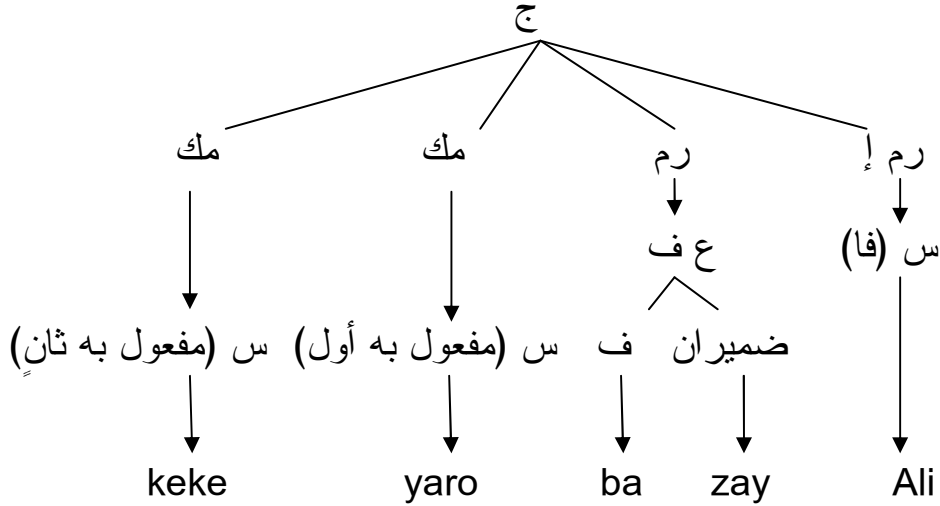 ج
رم إ رم مك مك
س (فا) ع ف
ضميران ف س (مفعول به أول) س (مفعول به ثانٍ)
keke yaro ba zay Ali